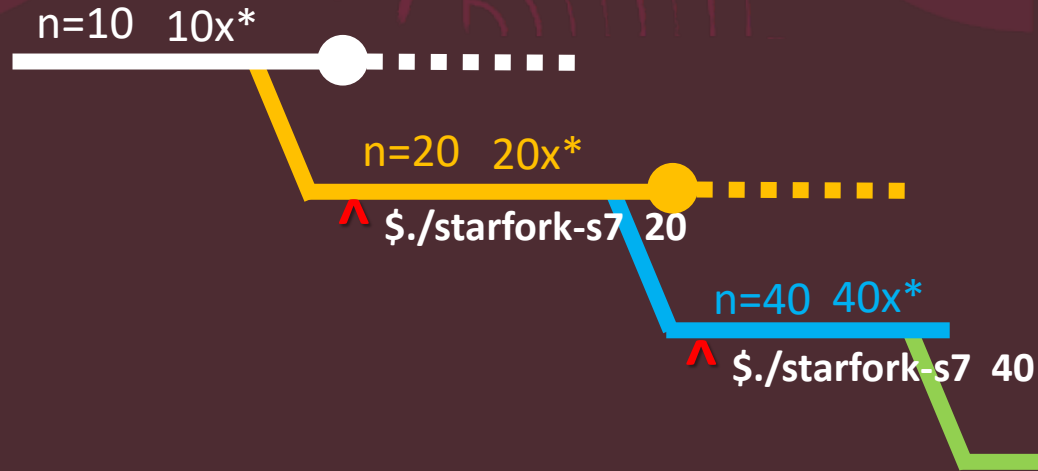 n=10 10x*
n=20 20x*
^ $./starfork-s7 20
n=40 40x*
^ $./starfork-s7 40